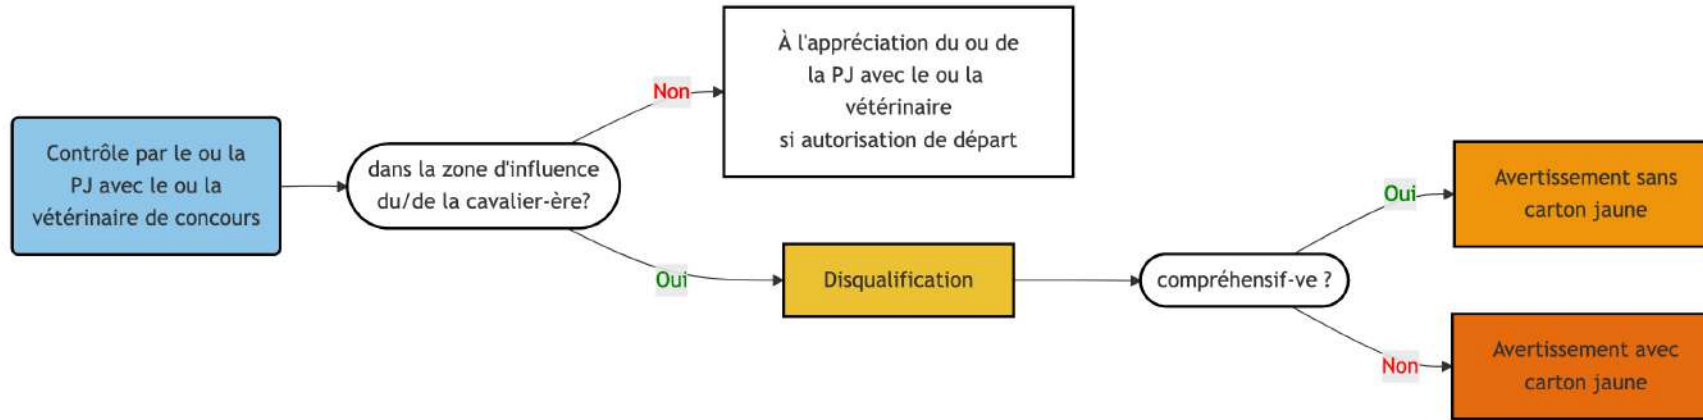 Contrôle par le ou la
PJ avec le ou la
vétérinaire de concours
dans la zone d'influence
du/de la cavalier-ère?
Non
À l'appréciation du ou de
la PJ avec le ou la
vétérinaire
si autorisation de départ
Oui
Disqualification
compréhensif-ve ?
Oui
Avertissement sans
carton jaune
Non
Avertissement avec
carton jaune